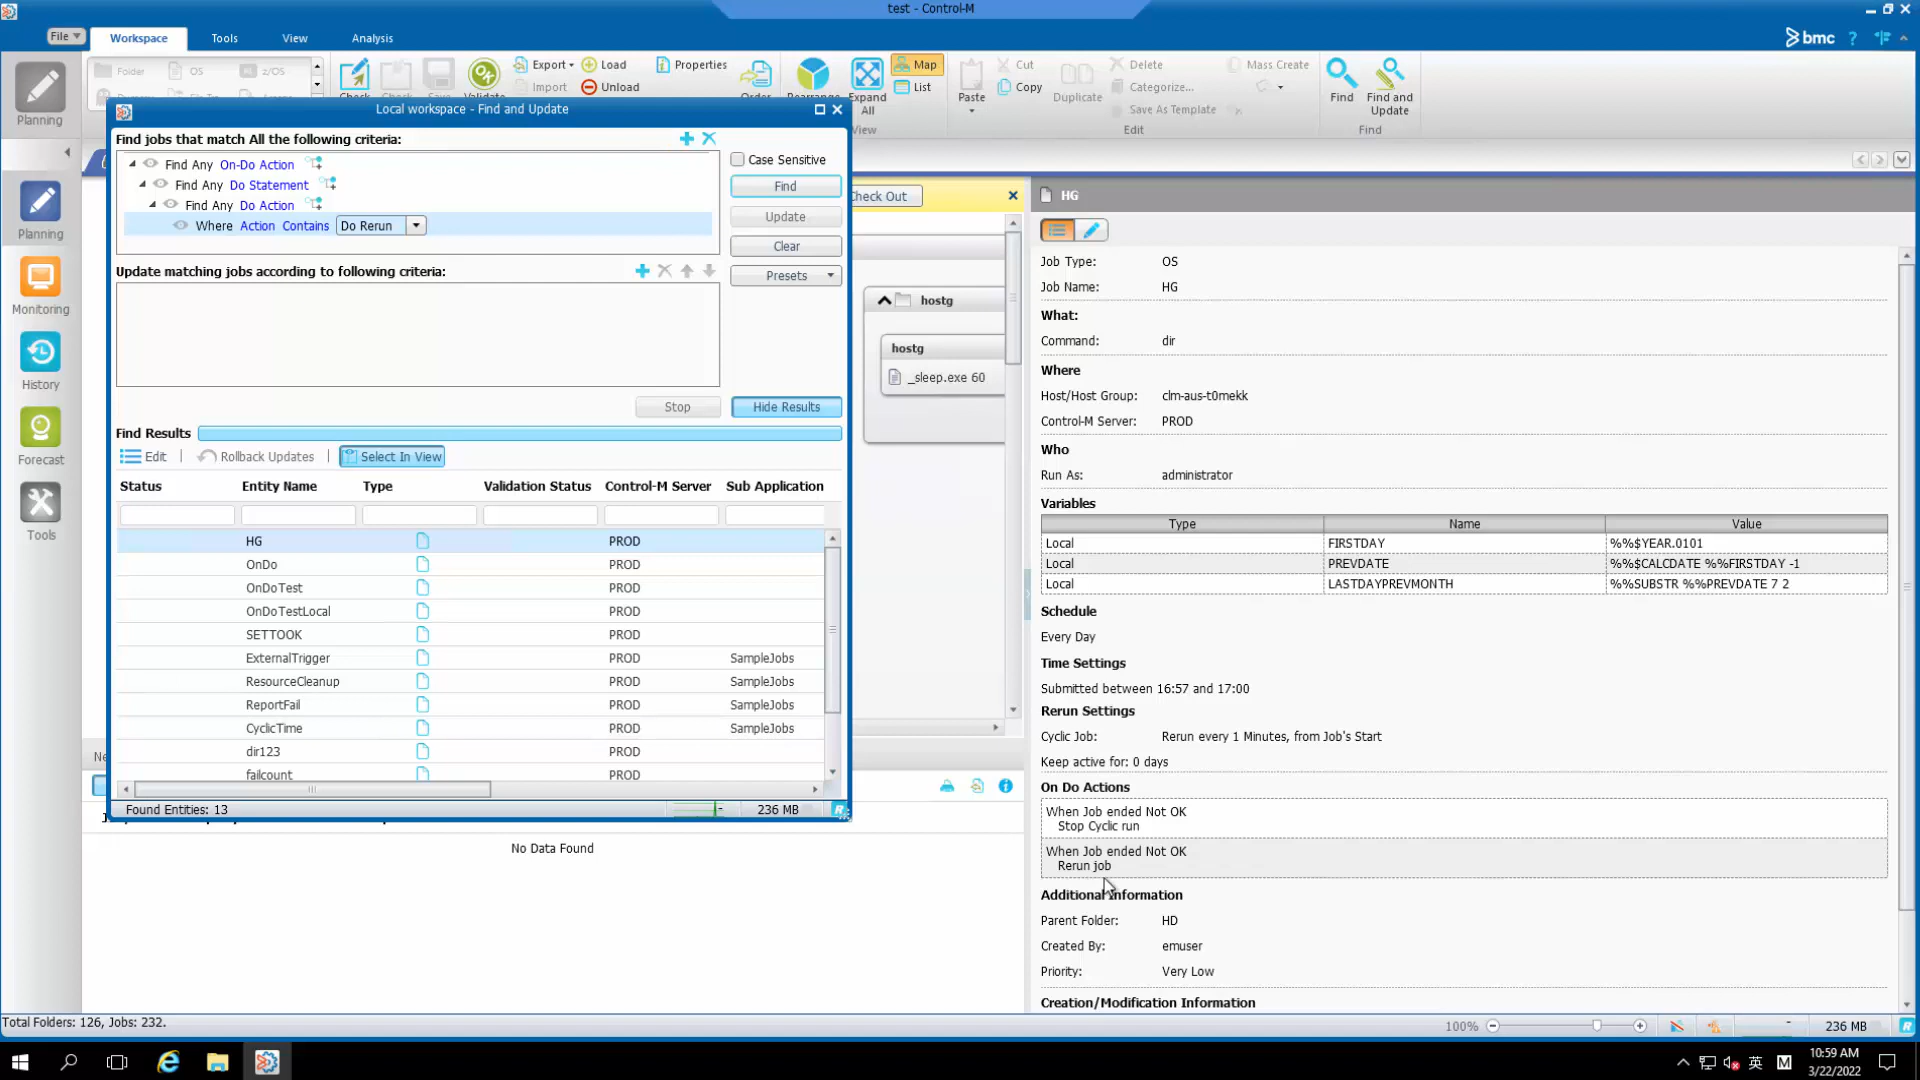 test - Control-M
File
Workspace
Tools
View
Analysis
bmc
?
Folder
OS
z/OS
Export
Import
Load
Unload
Properties
Map
List
Expand
All
View
Paste
Cut
Copy
Duplicate
Delete
Categorize...
Save As Template
Edit
Mass Create
Find
Find and
Update
Find
Planning
Planning
Monitoring
History
Forecast
Tools
Local workspace - Find and Update
Find jobs that match All the following criteria:
Find Any On-Do Action
Find Any Do Statement
Find Any Do Action
Where Action Contains Do Rerun
Case Sensitive
Find
Update
Clear
Presets
Update matching jobs according to following criteria:
Stop
Hide Results
Find Results
Edit
Rollback Updates
Select In View
Status Entity Name Type Validation Status Control-M Server Sub Application
HG PROD
OnDo PROD
OnDoTest PROD
OnDoTestLocal PROD
SETTOOK PROD
ExternalTrigger PROD SampleJobs
ResourceCleanup PROD SampleJobs
ReportFail PROD SampleJobs
CyclicTime PROD SampleJobs
dir123 PROD
failcount PROD
Found Entities: 13
236 MB
Check Out
hostg
hostg
_sleep.exe 60
No Data Found
HG
Job Type: OS
Job Name: HG
What:
Command: dir
Where
Host/Host Group: clm-aus-t0mekk
Control-M Server: PROD
Who
Run As: administrator
Variables
Type Name Value
Local FIRSTDAY %%$YEAR.0101
Local PREVDATE %%$CALCDATE %%FIRSTDAY -1
Local LASTDAYPREVMONTH %%SUBSTR %%PREVDATE 7 2
Schedule
Every Day
Time Settings
Submitted between 16:57 and 17:00
Rerun Settings
Cyclic Job: Rerun every 1 Minutes, from Job's Start
Keep active for: 0 days
On Do Actions
When Job ended Not OK
Stop Cyclic run
When Job ended Not OK
Rerun job
Additional Information
Parent Folder: HD
Created By: emuser
Priority: Very Low
Creation/Modification Information
Total Folders: 126, Jobs: 232.
100%
236 MB
英
M
10:59 AM
3/22/2022